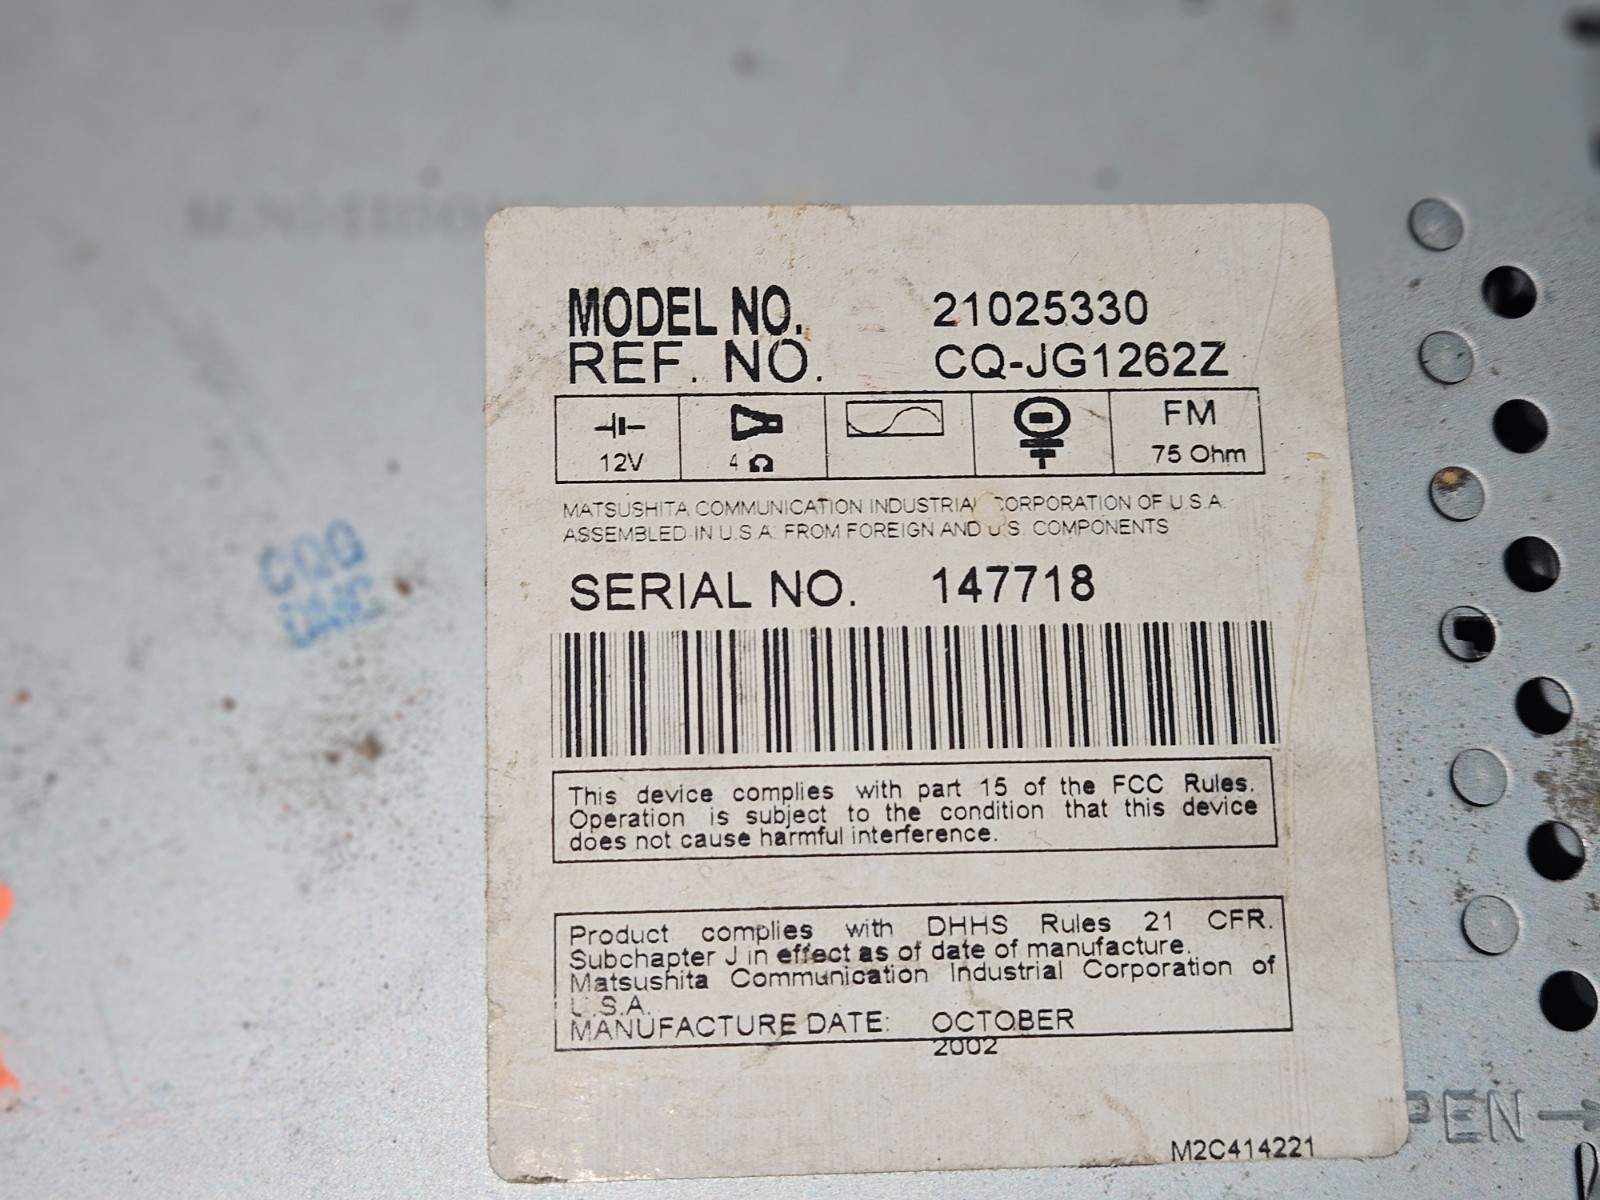 MODEL NO. 21025330
REF. NO. CQ-JG1262Z
12V
4 Ω
FM
75 Ohm
MATSUSHITA COMMUNICATION INDUSTRIAL CORPORATION OF U.S.A.
ASSEMBLED IN U.S.A. FROM FOREIGN AND U.S. COMPONENTS
SERIAL NO. 147718
This device complies with part 15 of the FCC Rules.
Operation is subject to the condition that this device
does not cause harmful interference.
Product complies with DHHS Rules 21 CFR.
Subchapter J in effect as of date of manufacture.
Matsushita Communication Industrial Corporation of
U.S.A.
MANUFACTURE DATE: OCTOBER
2002
M2C414221
PEN
CQQ